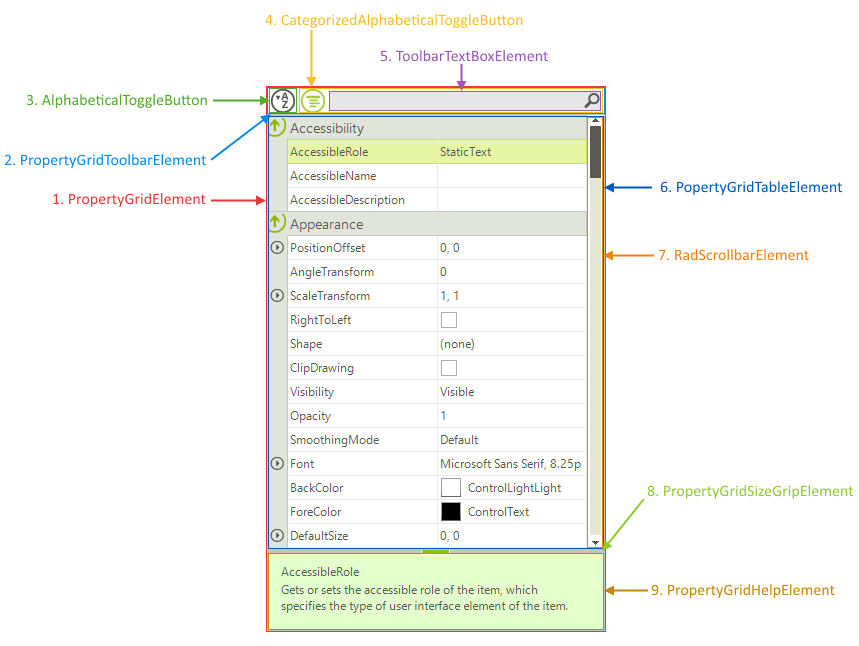 4. CategorizedAlphabeticalToggleButton
5. ToolbarTextBoxElement
3. AlphabeticalToggleButton
A
Z
2. PropertyGridToolbarElement
1. PropertyGridElement
Accessibility
AccessibleRole StaticText
AccessibleName
AccessibleDescription
Appearance
PositionOffset 0, 0
AngleTransform 0
ScaleTransform 1, 1
RightToLeft
Shape (none)
ClipDrawing
Visibility Visible
Opacity 1
SmoothingMode Default
Font Microsoft Sans Serif, 8.25p
BackColor ControlLightLight
ForeColor ControlText
DefaultSize 0, 0
6. PopertyGridTableElement
7. RadScrollbarElement
8. PropertyGridSizeGripElement
AccessibleRole
Gets or sets the accessible role of the item, which
specifies the type of user interface element of the item.
9. PropertyGridHelpElement